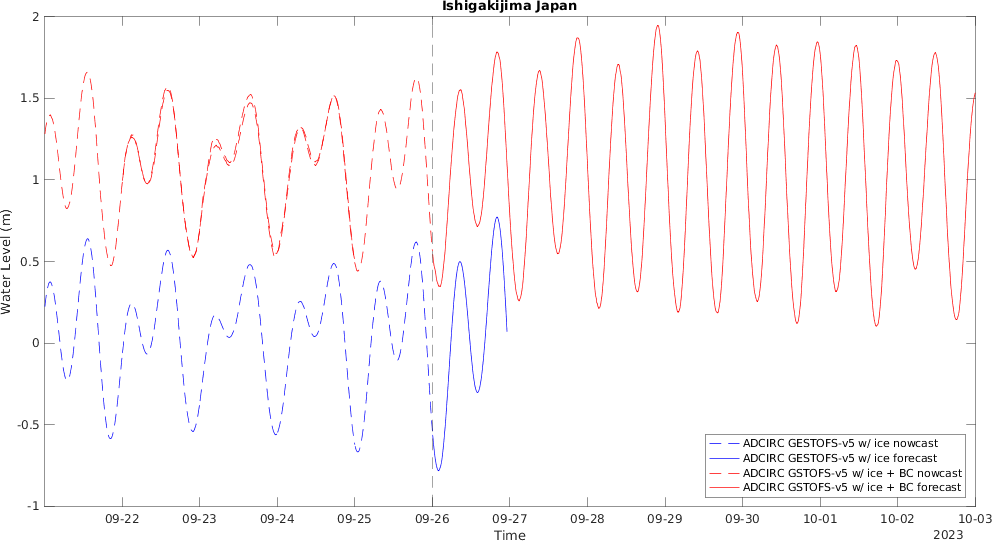 Ishigakijima Japan
2
1.5
1
0.5
0
-0.5
-1
Water Level (m)
ADCIRC GESTOFS-v5 w/ ice nowcast
ADCIRC GESTOFS-v5 w/ ice forecast
ADCIRC GSTOFS-v5 w/ ice + BC nowcast
ADCIRC GSTOFS-v5 w/ ice + BC forecast
09-22 09-23 09-24 09-25 09-26 09-27 09-28 09-29 09-30 10-01 10-02 10-03
Time
2023